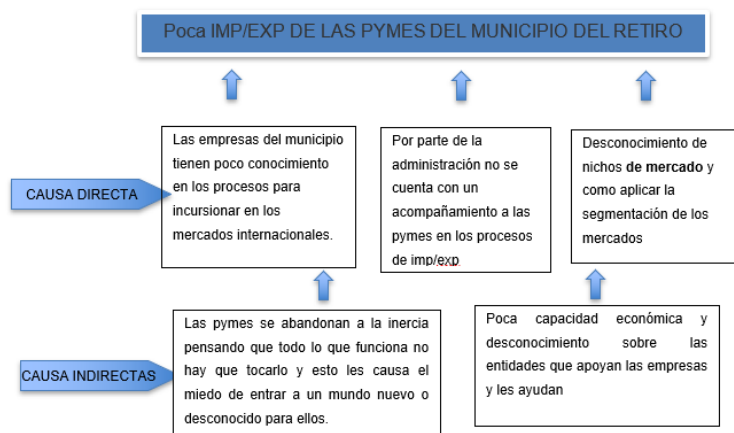 Poca IMP/EXP DE LAS PYMES DEL MUNICIPIO DEL RETIRO
CAUSA DIRECTA
Las empresas del municipio
tienen poco conocimiento
en los procesos para
incursionar en los
mercados internacionales.
Por parte de la
administración no se
cuenta con un
acompañamiento a las
pymes en los procesos
de imp/exp
Desconocimiento de
nichos de mercado y
como aplicar la
segmentación de los
mercados
CAUSA INDIRECTAS
Las pymes se abandonan a la inercia
pensando que todo lo que funciona no
hay que tocarlo y esto les causa el
miedo de entrar a un mundo nuevo o
desconocido para ellos.
Poca capacidad económica y
desconocimiento sobre las
entidades que apoyan las empresas
y les ayudan